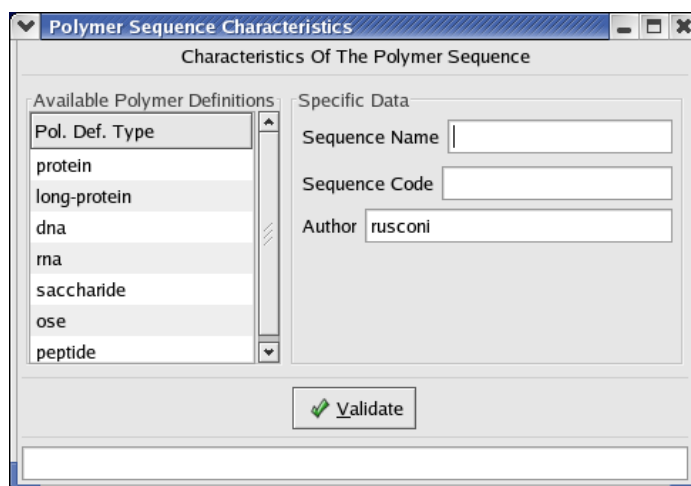 Polymer Sequence Characteristics
Characteristics Of The Polymer Sequence
Available Polymer Definitions
Pol. Def. Type
protein
long-protein
dna
rna
saccharide
ose
peptide
Specific Data
Sequence Name
Sequence Code
Author rusconi
Validate